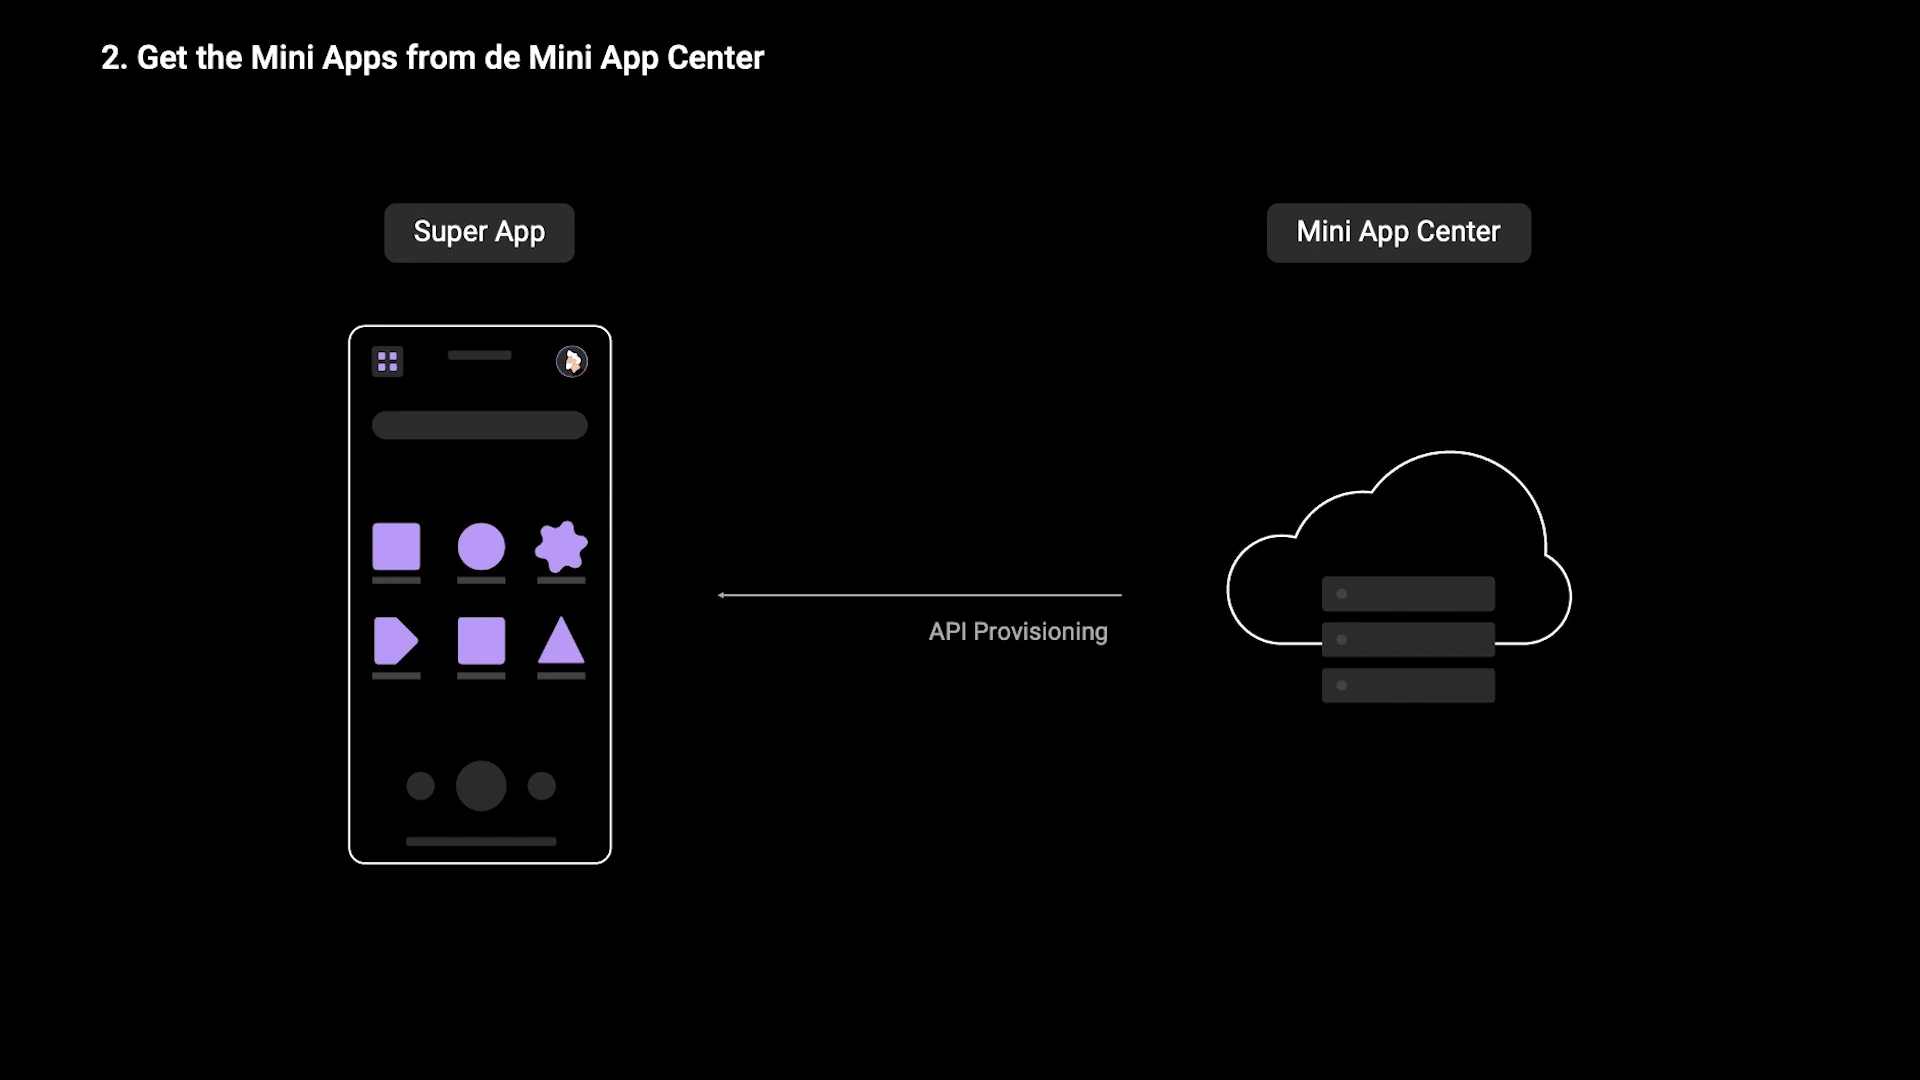 2. Get the Mini Apps from de Mini App Center
Super App
Mini App Center
API Provisioning